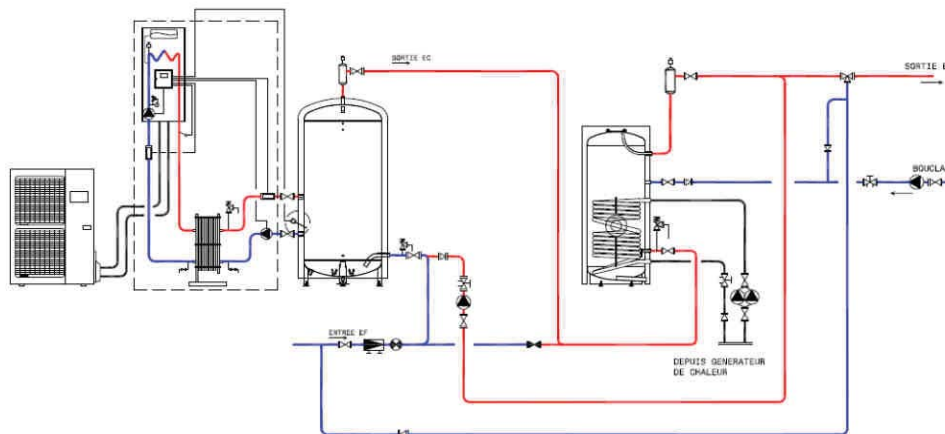 SORTIE EC
SORTIE E
BOUCLA
ENTREE EF
DEPUIS GENERATEUR
DE CHALEUR